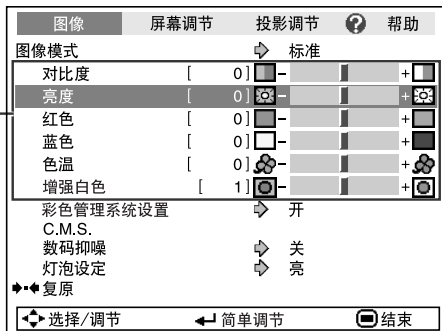 图像 屏幕调节 投影调节 ? 帮助
图像模式 标准
对比度 [ 0] - +
亮度 [ 0] - +
红色 [ 0] - +
蓝色 [ 0] - +
色温 [ 0] - +
增强白色 [ 1] - +
彩色管理系统设置 开
C.M.S.
数码抑噪 关
灯泡设定 亮
复原
选择/调节 简单调节 结束